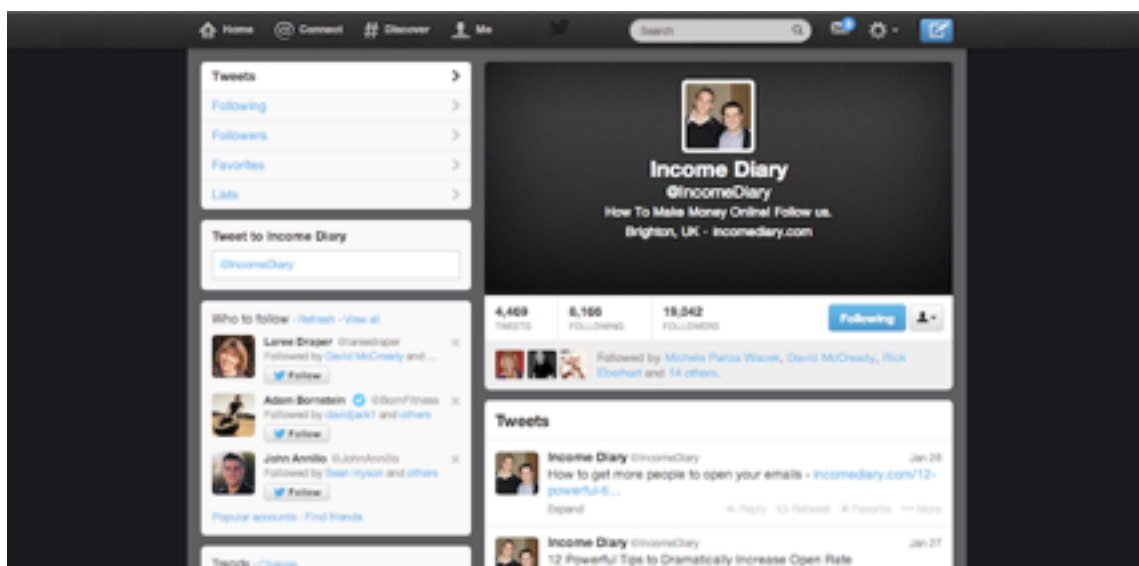 Home Connect # Discover Me Search
Tweets
Following
Followers
Favorites
Lists
Tweet to Income Diary
@IncomeDiary
Who to follow · Refresh · View all
Laree Draper @lareedraper
Followed by David McCready and ...
Follow
Adam Bornstein @BornFitness
Followed by davidjack1 and others
Follow
John Annillo @JohnAnnillo
Followed by Sean Hyson and others
Follow
Popular accounts · Find friends
Trends · Change
Income Diary
@IncomeDiary
How To Make Money Online! Follow us.
Brighton, UK · incomediary.com
4,469 8,166 19,042
TWEETS FOLLOWING FOLLOWERS
Following
Followed by Michele Pariza Wacek, David McCready, Rick
Eberhart and 14 others.
Tweets
Income Diary @IncomeDiary Jan 28
How to get more people to open your emails - incomediary.com/12-
powerful-ti...
Expand Reply Retweet Favorite More
Income Diary @IncomeDiary Jan 27
12 Powerful Tips to Dramatically Increase Open Rate